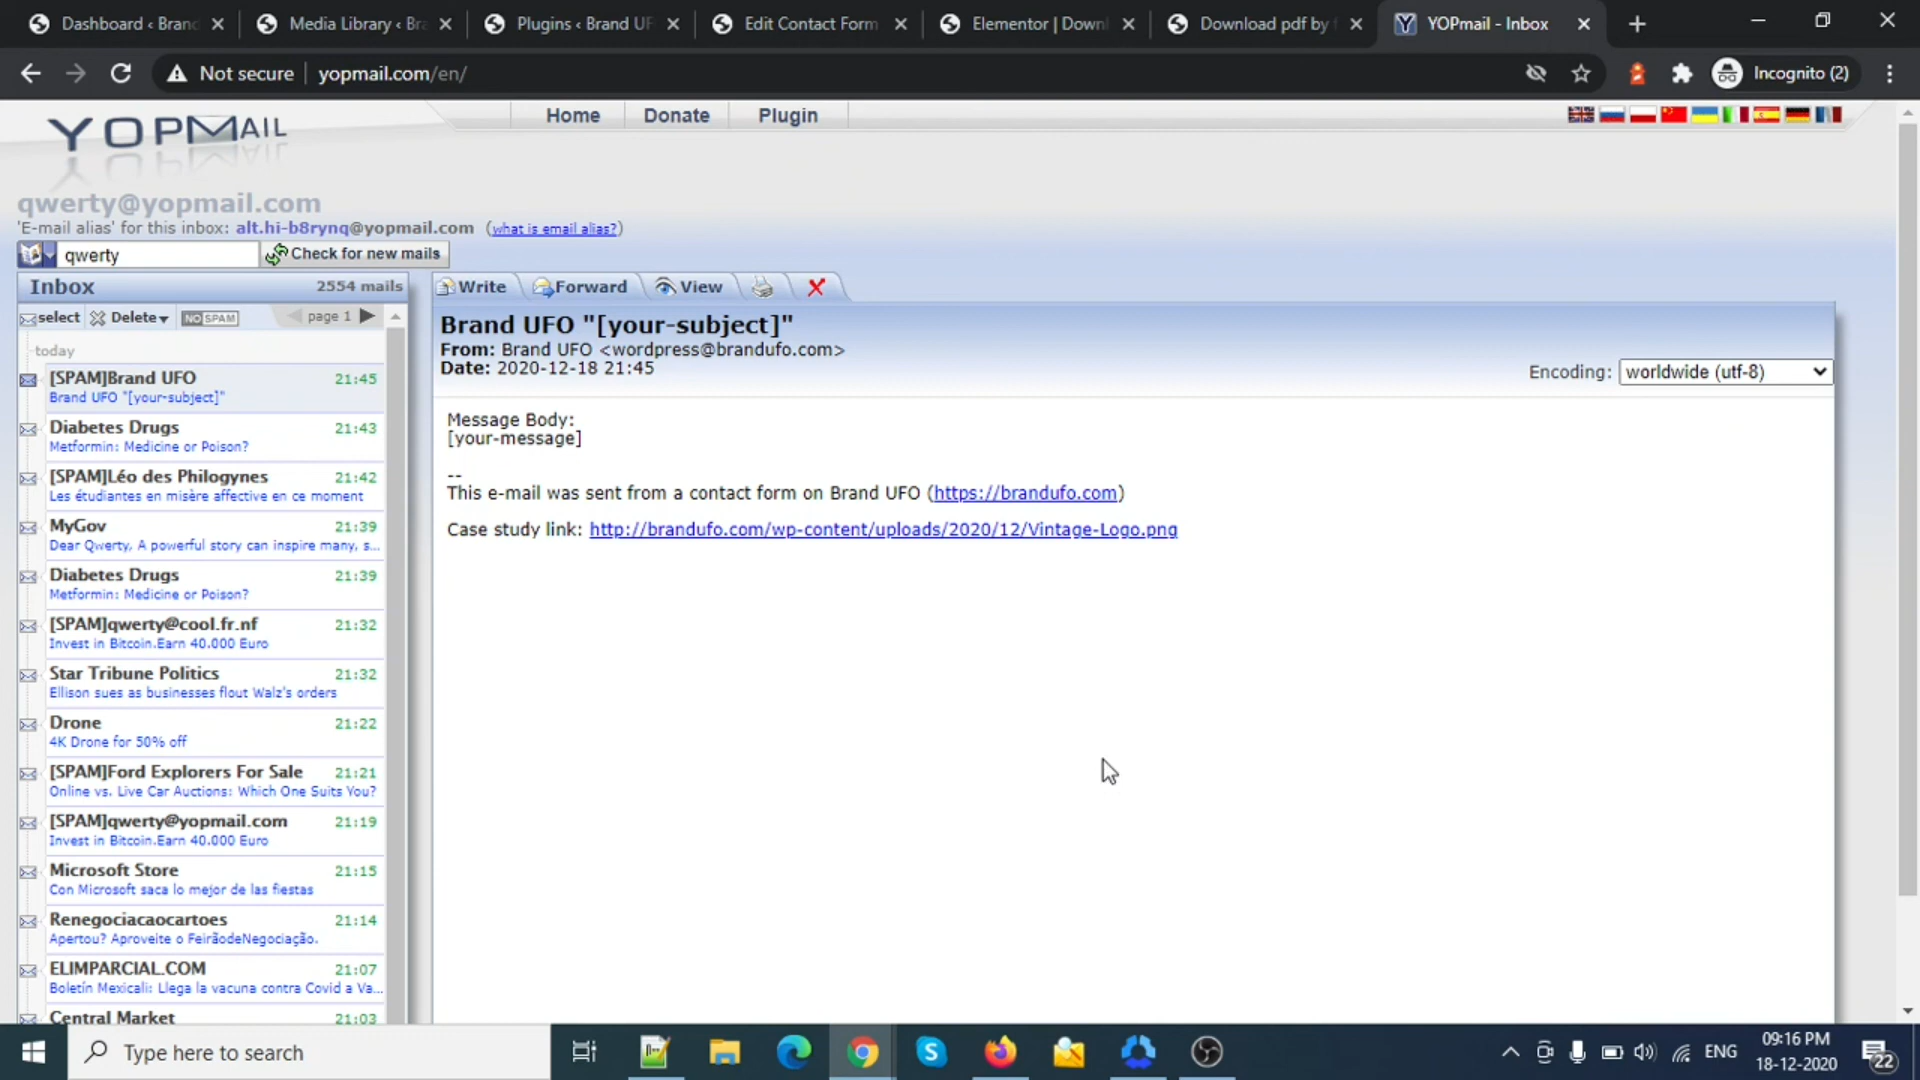 Dashboard ‹ Brand
Media Library ‹ Bra
Plugins ‹ Brand UF
Edit Contact Form
Elementor | Downl
Download pdf by f
YOPmail - Inbox
Not secure
yopmail.com/en/
Incognito (2)
YOPMAIL
Home
Donate
Plugin
qwerty@yopmail.com
'E-mail alias' for this inbox: alt.hi-b8rynq@yopmail.com (what is email alias?)
qwerty
Check for new mails
Inbox
2554 mails
select
Delete
NO SPAM
page 1
today
[SPAM]Brand UFO 21:45
Brand UFO "[your-subject]"
Diabetes Drugs 21:43
Metformin: Medicine or Poison?
[SPAM]Léo des Philogynes 21:42
Les étudiantes en misère affective en ce moment
MyGov 21:39
Dear Qwerty, A powerful story can inspire many, s...
Diabetes Drugs 21:39
Metformin: Medicine or Poison?
[SPAM]qwerty@cool.fr.nf 21:32
Invest in Bitcoin.Earn 40.000 Euro
Star Tribune Politics 21:32
Ellison sues as businesses flout Walz's orders
Drone 21:22
4K Drone for 50% off
[SPAM]Ford Explorers For Sale 21:21
Online vs. Live Car Auctions: Which One Suits You?
[SPAM]qwerty@yopmail.com 21:19
Invest in Bitcoin.Earn 40.000 Euro
Microsoft Store 21:15
Con Microsoft saca lo mejor de las fiestas
Renegociacaocartoes 21:14
Apertou? Aproveite o FeirãodeNegociação.
ELIMPARCIAL.COM 21:07
Boletín Mexicali: Llega la vacuna contra Covid a Va...
Central Market 21:03
Write
Forward
View
Brand UFO "[your-subject]"
From: Brand UFO <wordpress@brandufo.com>
Date: 2020-12-18 21:45
Encoding: worldwide (utf-8)
Message Body:
[your-message]
--
This e-mail was sent from a contact form on Brand UFO (https://brandufo.com)
Case study link: http://brandufo.com/wp-content/uploads/2020/12/Vintage-Logo.png
Type here to search
ENG
09:16 PM
18-12-2020
22